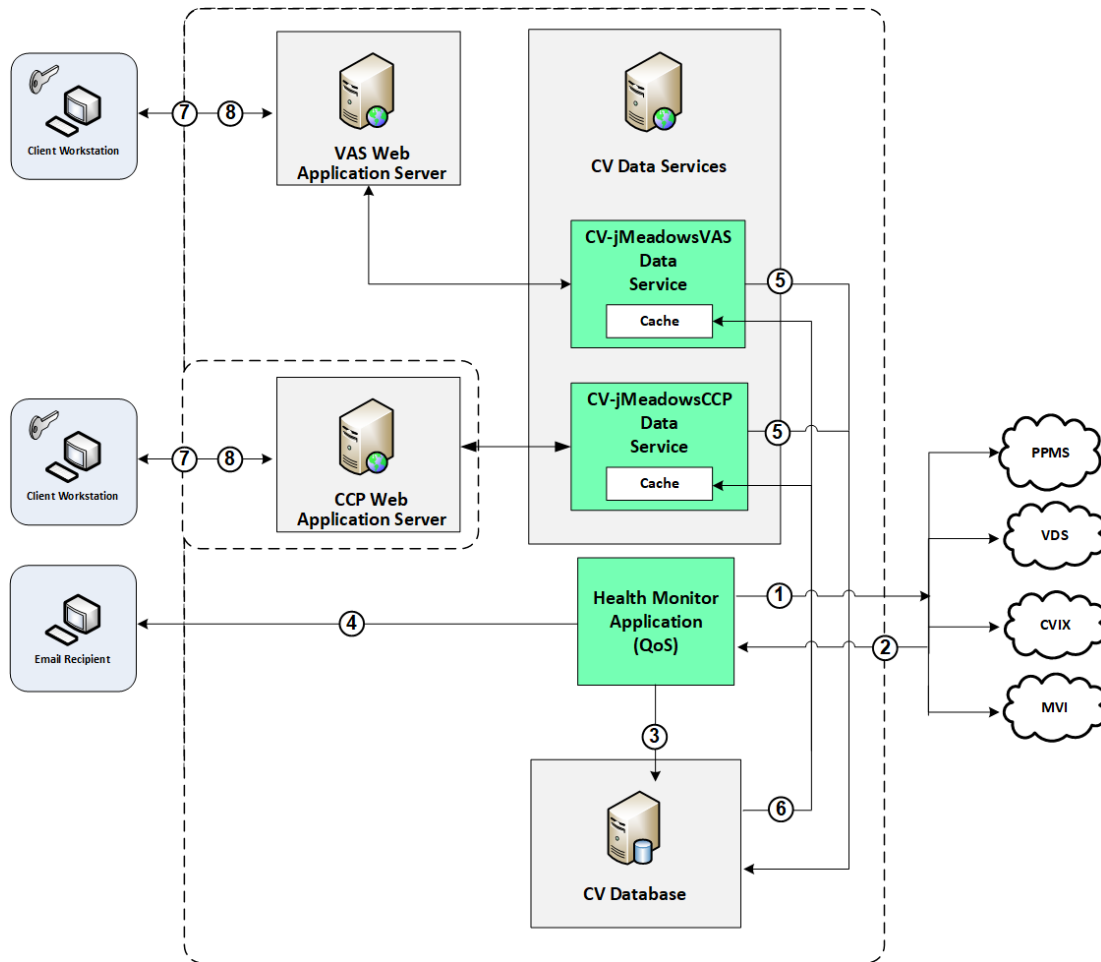 Client Workstation
7
8
VAS Web
Application Server
CV Data Services
CV-jMeadowsVAS
Data
Service
Cache
5
Client Workstation
7
8
CCP Web
Application Server
CV-jMeadowsCCP
Data
Service
Cache
5
PPMS
VDS
CVIX
MVI
Email Recipient
4
Health Monitor
Application
(QoS)
1
2
3
6
CV Database